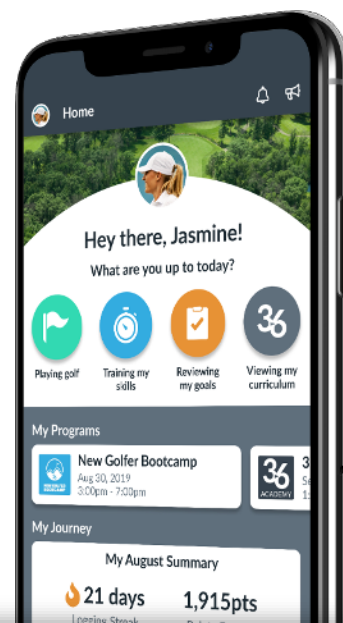 Home
Hey there, Jasmine!
What are you up to today?
Playing golf
Training my
skills
Reviewing
my goals
36
Viewing my
curriculum
My Programs
New Golfer Bootcamp
Aug 30, 2019
3:00pm - 7:00pm
36
ACADEMY
My Journey
My August Summary
21 days
1,915pts
Logging Streak